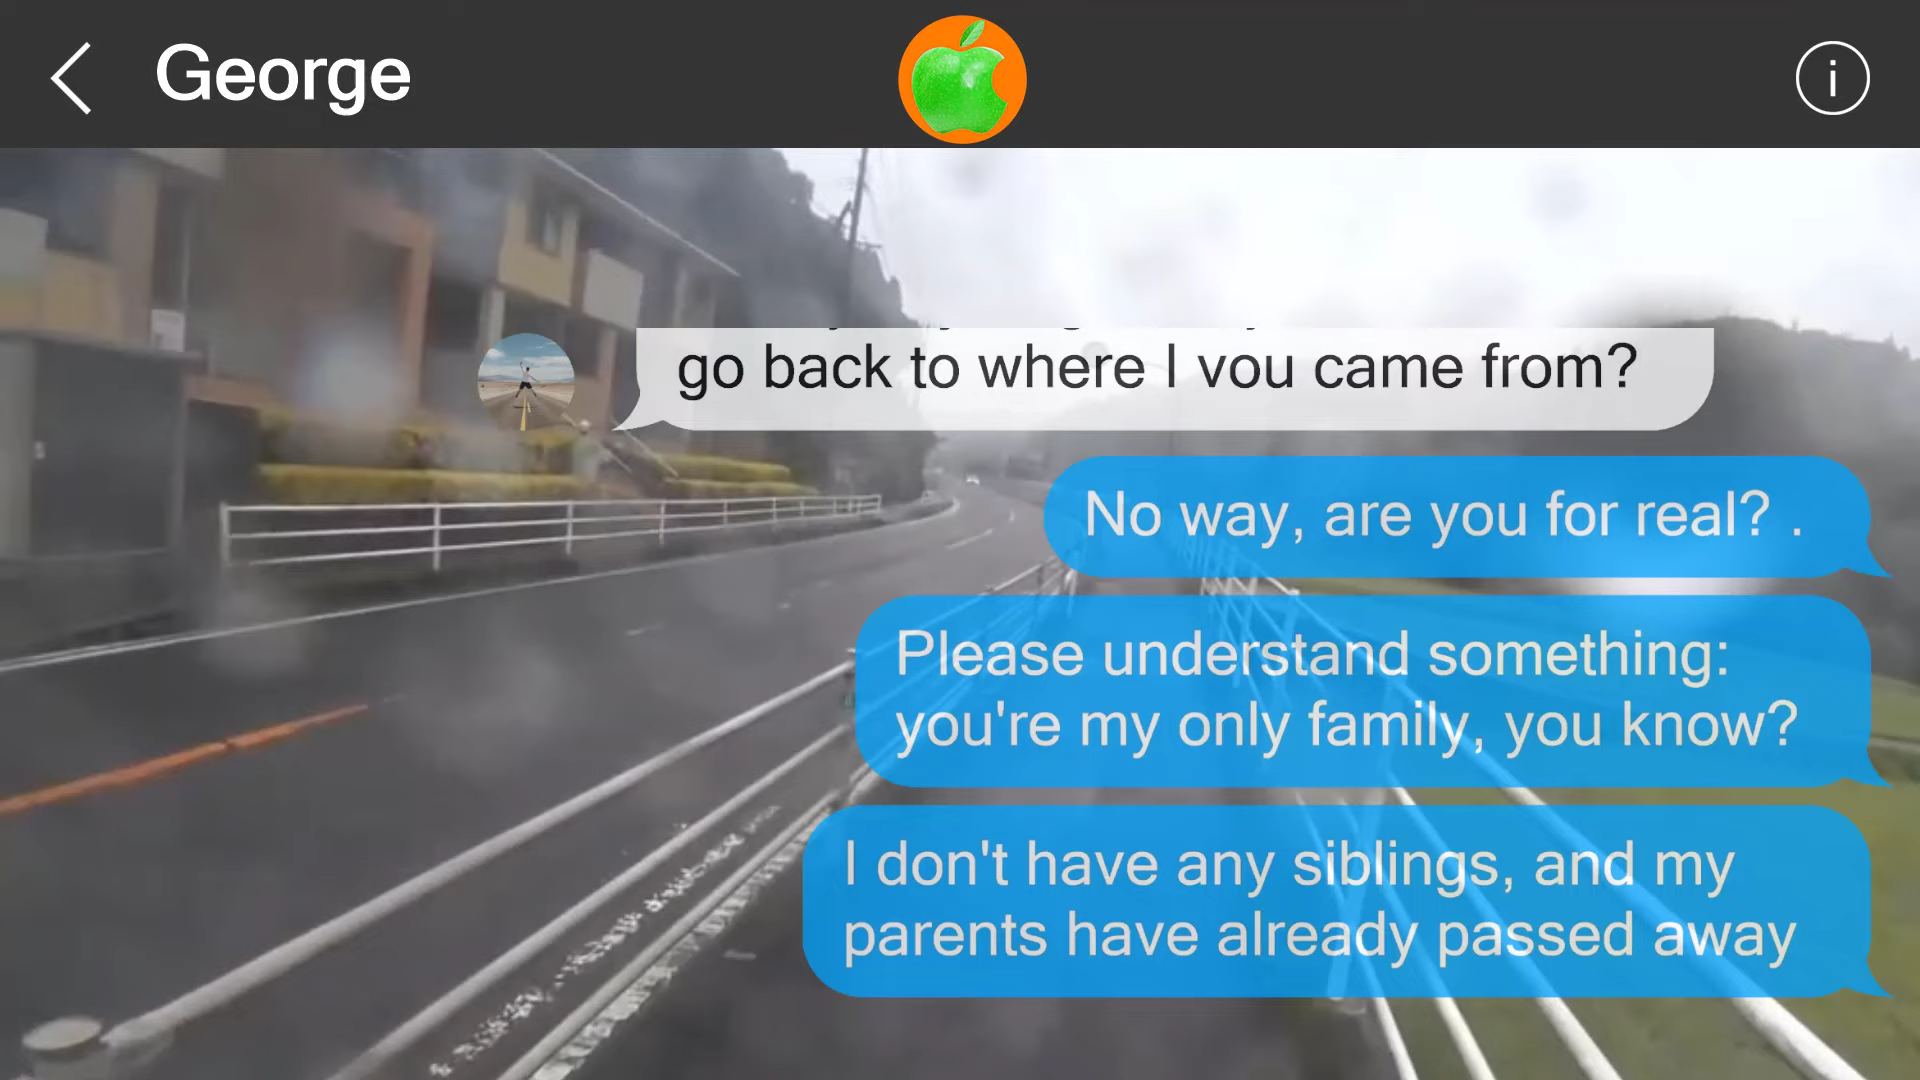 George
i
go back to where I vou came from?
No way, are you for real? .
Please understand something:
you're my only family, you know?
I don't have any siblings, and my
parents have already passed away